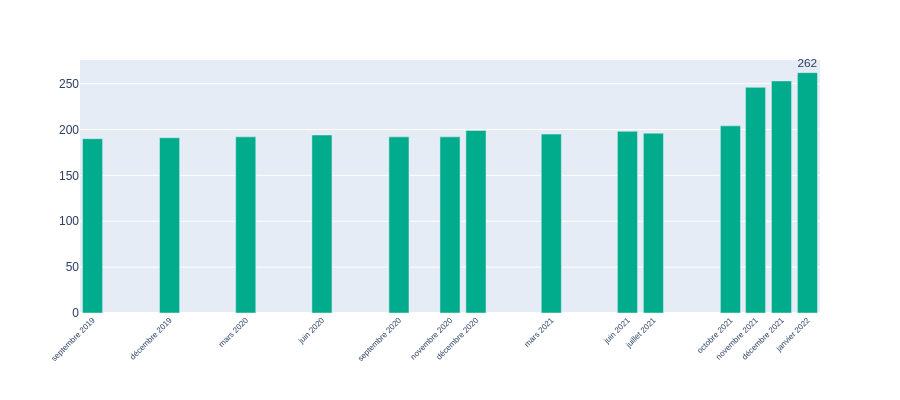 262
250
200
150
100
50
0
septembre 2019
décembre 2019
mars 2020
juin 2020
septembre 2020
novembre 2020
décembre 2020
mars 2021
juin 2021
juillet 2021
octobre 2021
novembre 2021
décembre 2021
janvier 2022